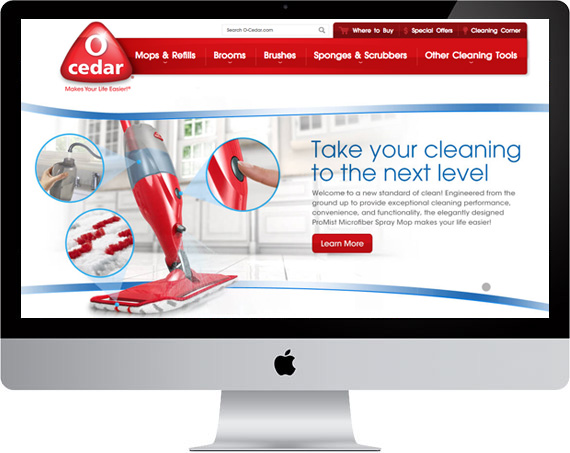 Search O-Cedar.com
Where to Buy
Special Offers
Cleaning Corner
O
cedar®
Makes Your Life Easier!®
Mops & Refills
Brooms
Brushes
Sponges & Scrubbers
Other Cleaning Tools
Take your cleaning
to the next level
Welcome to a new standard of clean! Engineered from the
ground up to provide exceptional cleaning performance,
convenience, and functionality, the elegantly designed
ProMist Microfiber Spray Mop makes your life easier!
Learn More